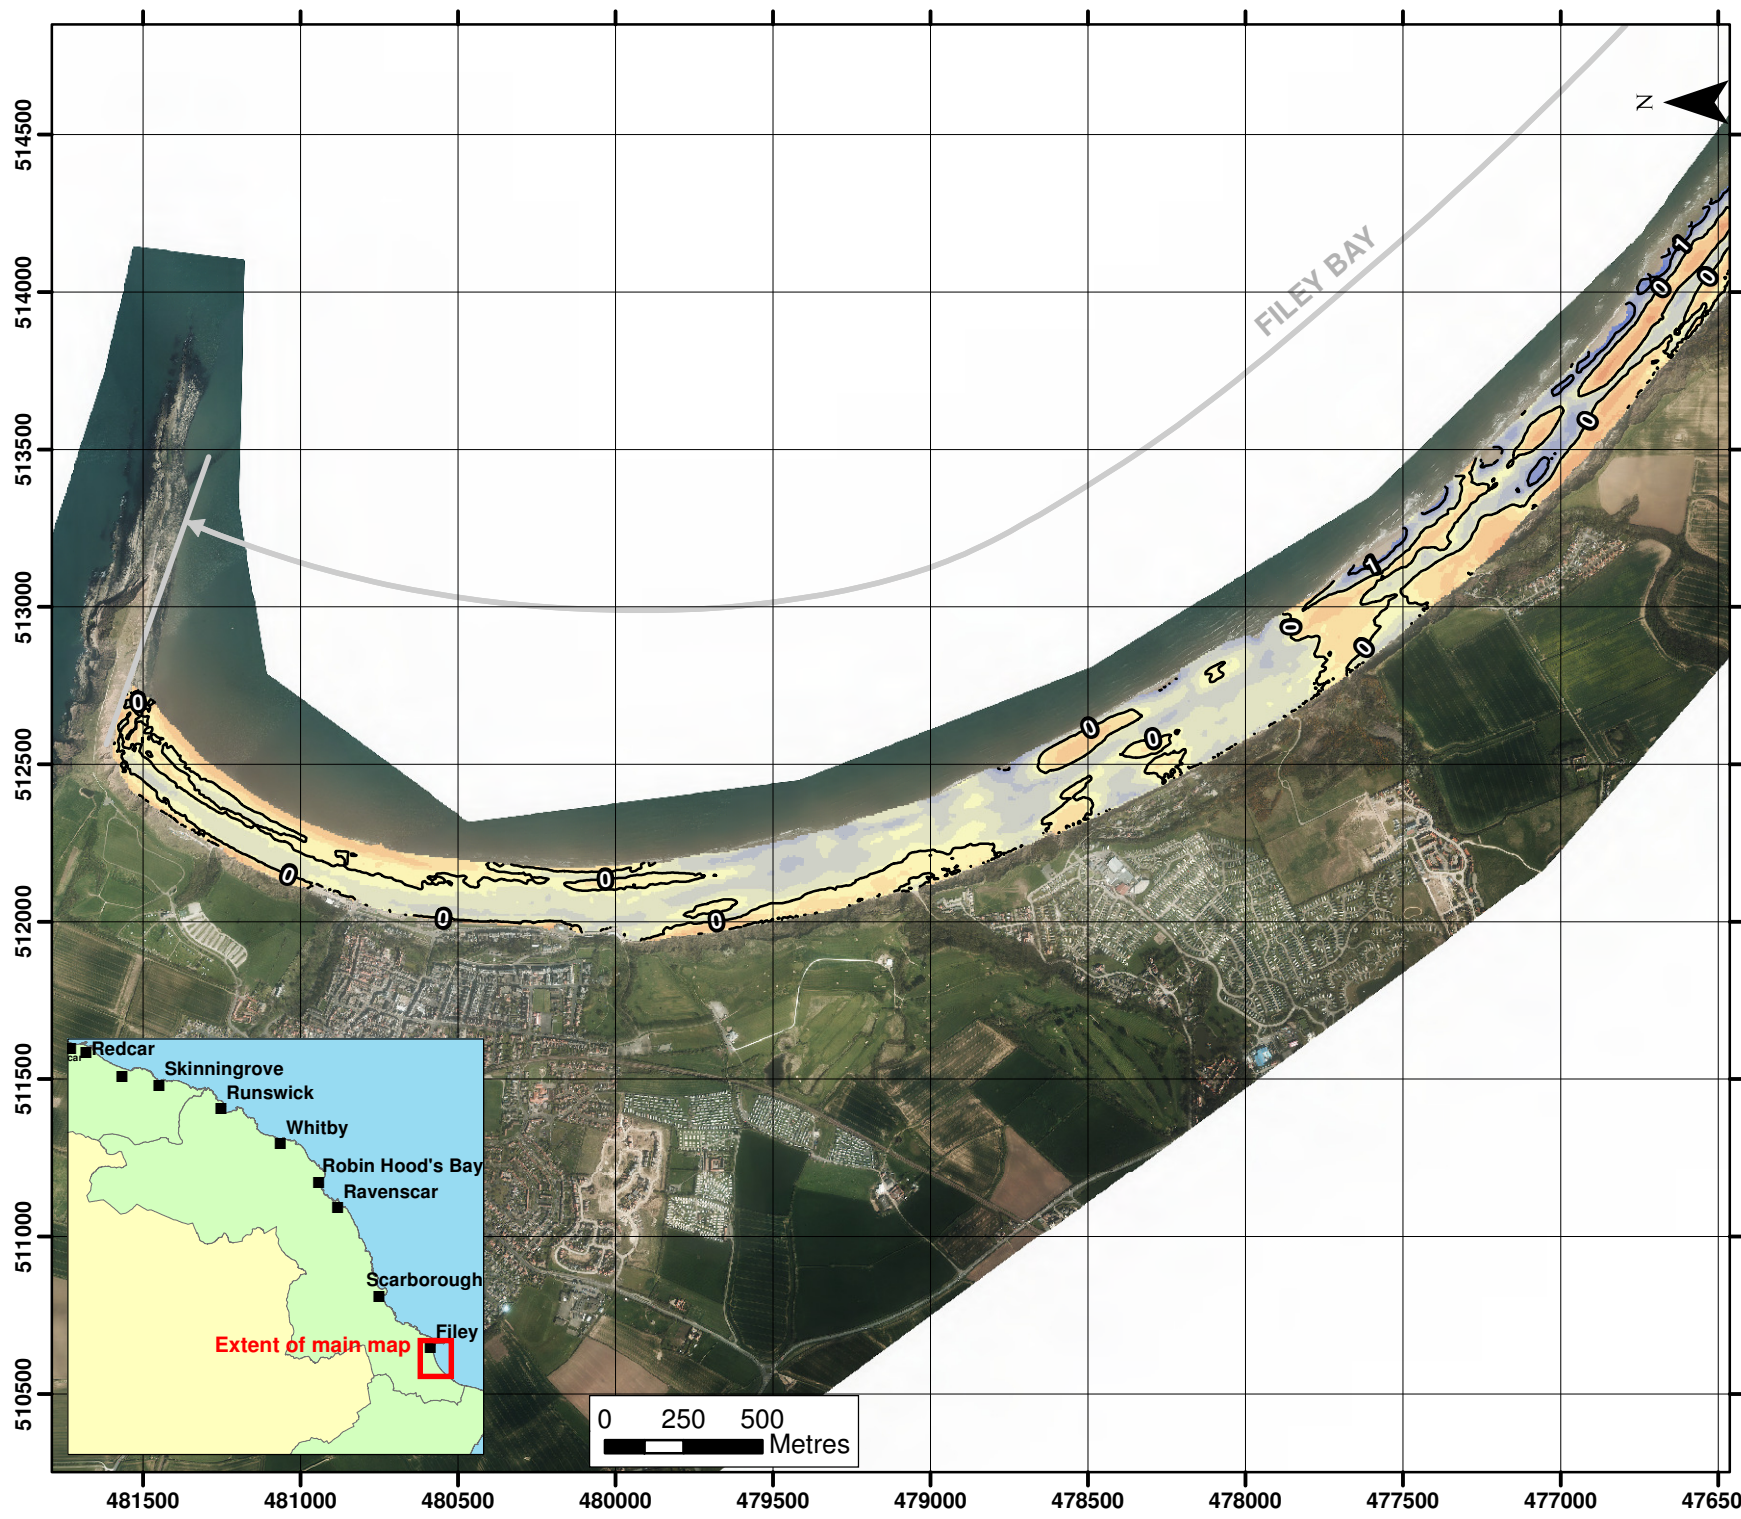 514500
514000
513500
513000
512500
512000
511500
511000
510500
N
FILEY BAY
1
0
0
0
1
0
0
0
0
0
0
0
0
0
Redcar
car
Skinningrove
Runswick
Whitby
Robin Hood's Bay
Ravenscar
Scarborough
Filey
Extent of main map
0 250 500
Metres
481500 481000 480500 480000 479500 479000 478500 478000 477500 477000 47650